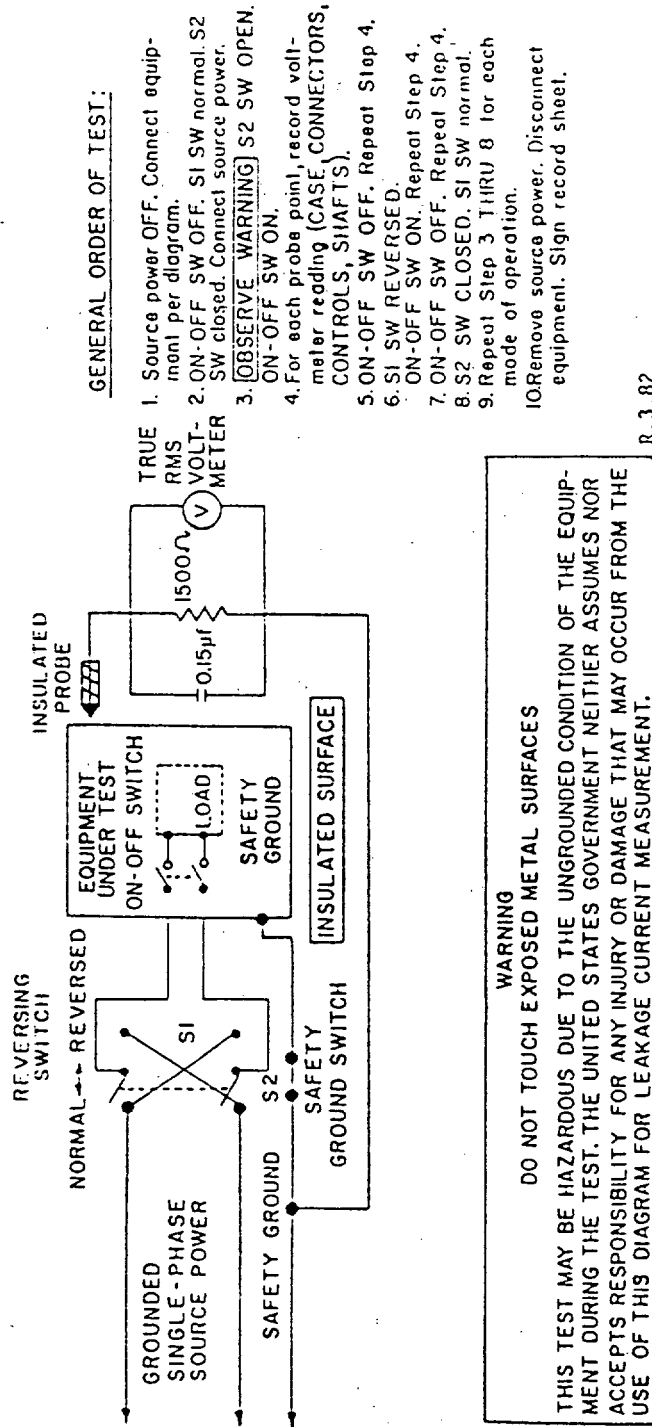 REVERSING
SWITCH
NORMAL ←→ REVERSED
GROUNDED
SINGLE-PHASE
SOURCE POWER
SAFETY GROUND
S1
S2
SAFETY
GROUND SWITCH
EQUIPMENT
UNDER TEST
ON-OFF SWITCH
LOAD
SAFETY
GROUND
INSULATED SURFACE
INSULATED
PROBE
0.15µf
1500Ω
V
TRUE
RMS
VOLT-
METER
GENERAL ORDER OF TEST:
1. Source power OFF. Connect equip-
ment per diagram.
2. ON-OFF SW OFF. S1 SW normal. S2
SW closed. Connect source power.
3. OBSERVE WARNING S2 SW OPEN.
ON-OFF SW ON.
4. For each probe point, record volt-
meter reading (CASE, CONNECTORS,
CONTROLS, SHAFTS).
5. ON-OFF SW OFF. Repeat Step 4.
6. S1 SW REVERSED.
ON-OFF SW ON. Repeat Step 4.
7. ON-OFF SW OFF. Repeat Step 4.
8. S2 SW CLOSED. S1 SW normal.
9. Repeat Step 3 THRU 8 for each
mode of operation.
10. Remove source power. Disconnect
equipment. Sign record sheet.
WARNING
DO NOT TOUCH EXPOSED METAL SURFACES
THIS TEST MAY BE HAZARDOUS DUE TO THE UNGROUNDED CONDITION OF THE EQUIP-
MENT DURING THE TEST. THE UNITED STATES GOVERNMENT NEITHER ASSUMES NOR
ACCEPTS RESPONSIBILITY FOR ANY INJURY OR DAMAGE THAT MAY OCCUR FROM THE
USE OF THIS DIAGRAM FOR LEAKAGE CURRENT MEASUREMENT.
R.3.82